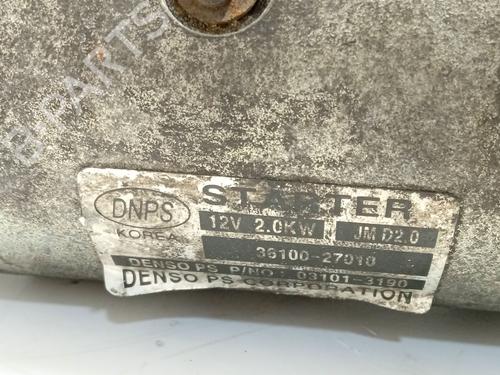 B-PARTS
STARTER
DNPS
KOREA
12V 2.0KW JM D2.0
36100-27010
DENSO PS P/NO. 03101-3190
DENSO PS CORPORATION